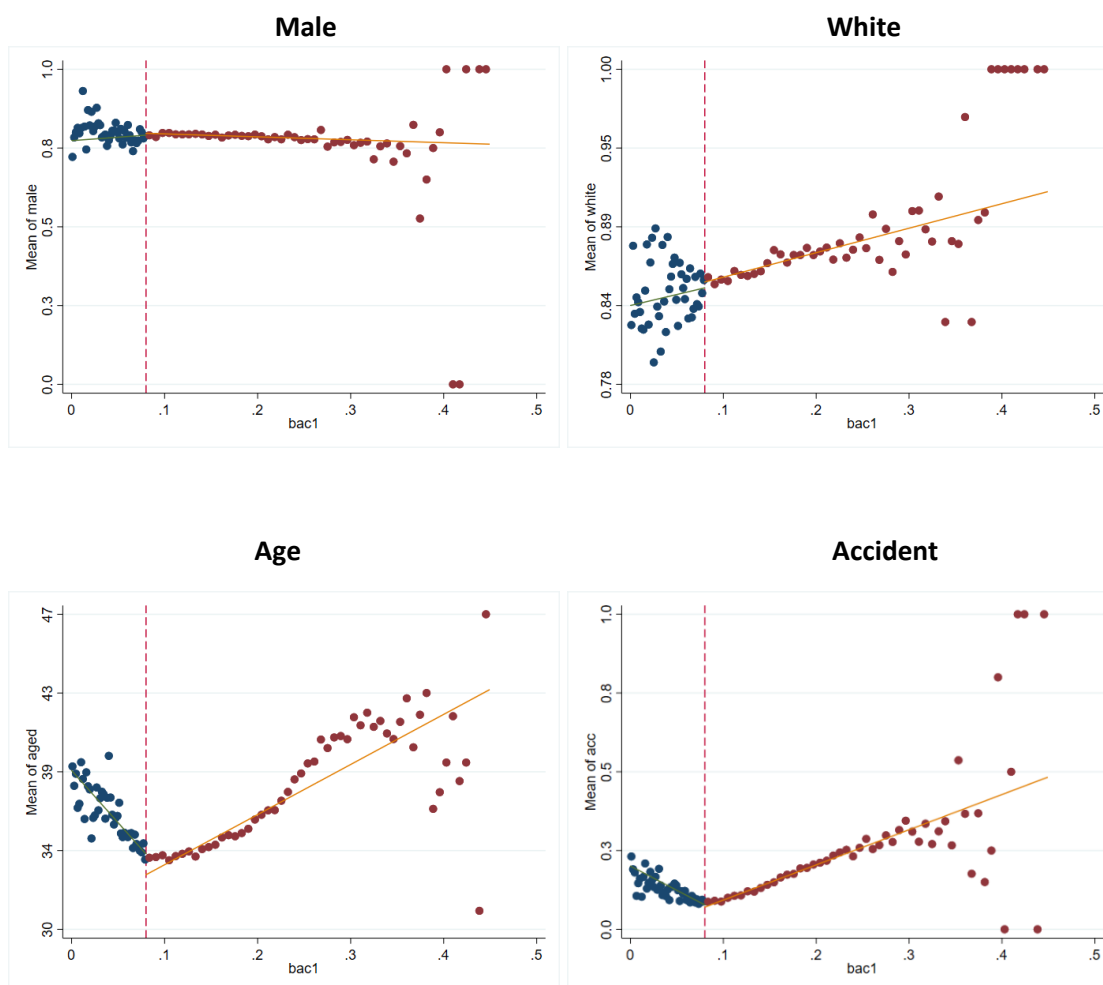 Male
White
Mean of male
1.0
0.8
0.5
0.3
0.0
0 .1 .2 .3 .4 .5
bac1
Mean of white
1.00
0.95
0.89
0.84
0.78
0 .1 .2 .3 .4 .5
bac1
Age
Accident
Mean of aged
47
43
39
34
30
0 .1 .2 .3 .4 .5
bac1
Mean of acc
1.0
0.8
0.5
0.3
0.0
0 .1 .2 .3 .4 .5
bac1